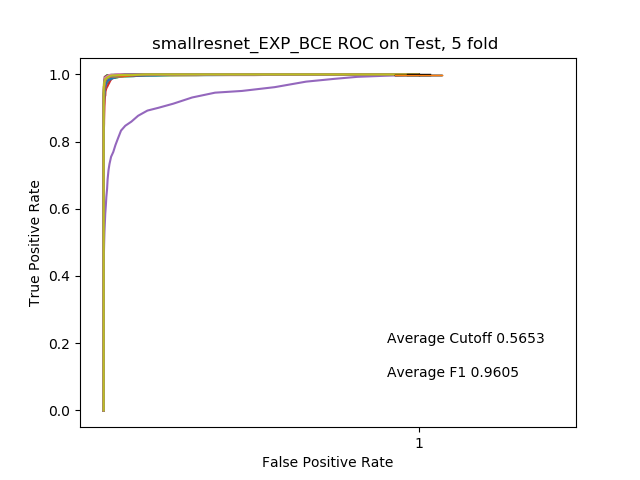 smallresnet_EXP_BCE ROC on Test, 5 fold
1.0
0.8
0.6
0.4
0.2
0.0
True Positive Rate
Average Cutoff 0.5653
Average F1 0.9605
1
False Positive Rate